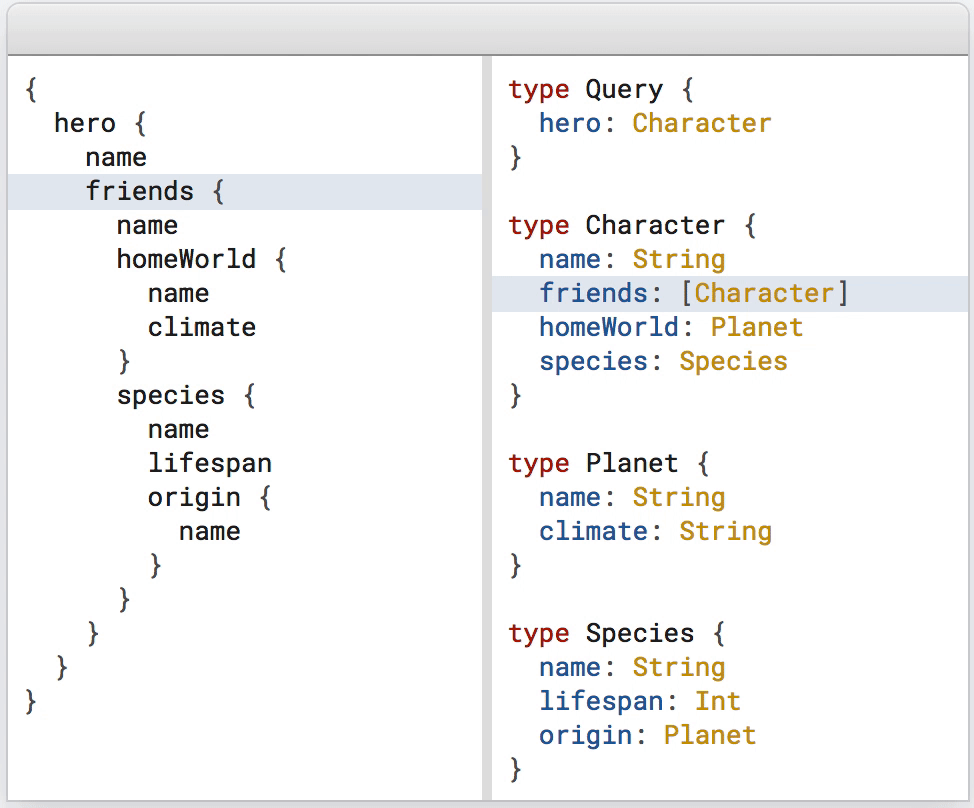 {
  hero {
    name
    friends {
      name
      homeWorld {
        name
        climate
      }
      species {
        name
        lifespan
        origin {
          name
        }
      }
    }
  }
}
type Query {
  hero: Character
}

type Character {
  name: String
  friends: [Character]
  homeWorld: Planet
  species: Species
}

type Planet {
  name: String
  climate: String
}

type Species {
  name: String
  lifespan: Int
  origin: Planet
}